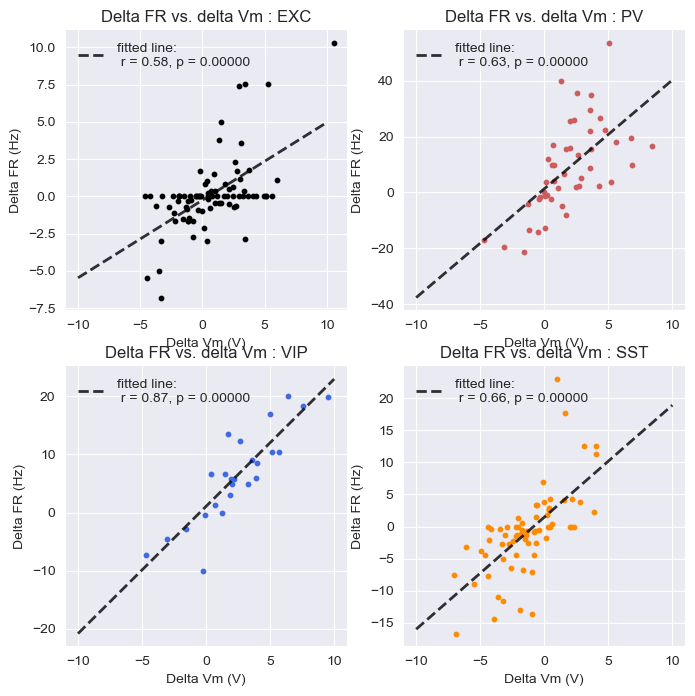 Delta FR vs. delta Vm : EXC
fitted line:
r = 0.58, p = 0.00000
10.0
7.5
5.0
2.5
0.0
−2.5
−5.0
−7.5
Delta FR (Hz)
−10
−5
0
5
10
Delta Vm (V)
Delta FR vs. delta Vm : PV
fitted line:
r = 0.63, p = 0.00000
40
20
0
−20
−40
Delta FR (Hz)
−10
−5
0
5
10
Delta Vm (V)
Delta FR vs. delta Vm : VIP
fitted line:
r = 0.87, p = 0.00000
20
10
0
−10
−20
Delta FR (Hz)
−10
−5
0
5
10
Delta Vm (V)
Delta FR vs. delta Vm : SST
fitted line:
r = 0.66, p = 0.00000
20
15
10
5
0
−5
−10
−15
Delta FR (Hz)
−10
−5
0
5
10
Delta Vm (V)